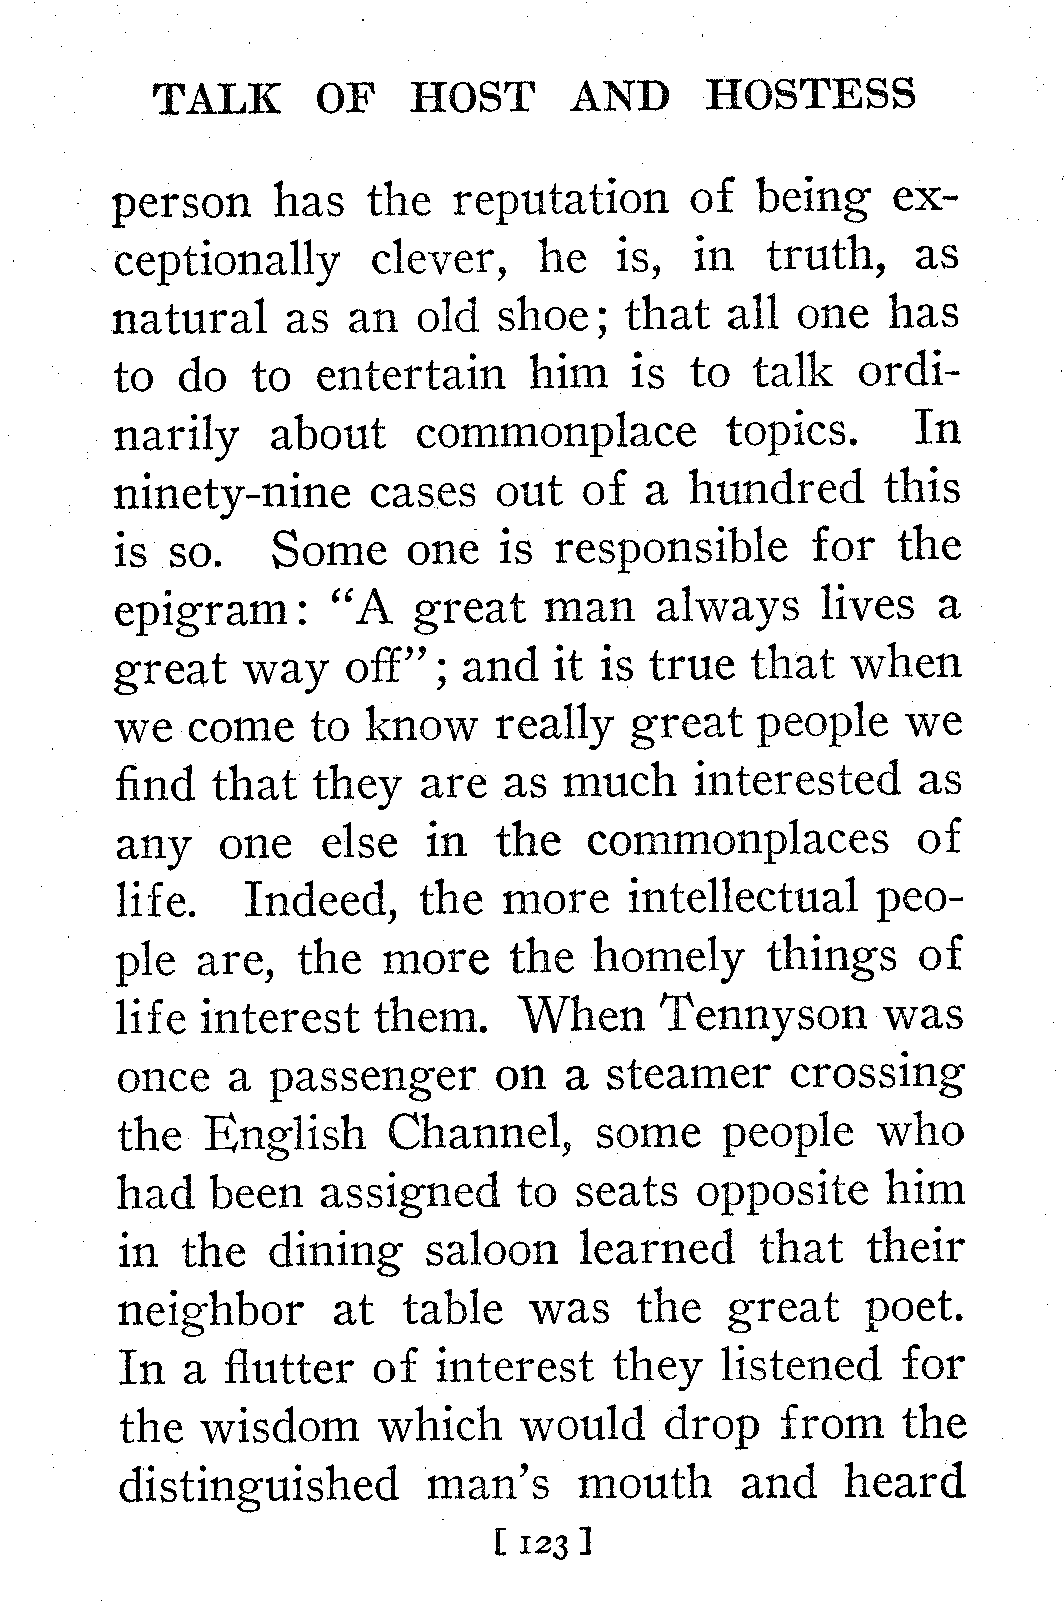 TALK OF HOST AND HOSTESS
person has the reputation of being ex-
ceptionally clever, he is, in truth, as
natural as an old shoe; that all one has
to do to entertain him is to talk ordi-
narily about commonplace topics. In
ninety-nine cases out of a hundred this
is so. Some one is responsible for the
epigram: “A great man always lives a
great way off”; and it is true that when
we come to know really great people we
find that they are as much interested as
any one else in the commonplaces of
life. Indeed, the more intellectual peo-
ple are, the more the homely things of
life interest them. When Tennyson was
once a passenger on a steamer crossing
the English Channel, some people who
had been assigned to seats opposite him
in the dining saloon learned that their
neighbor at table was the great poet.
In a flutter of interest they listened for
the wisdom which would drop from the
distinguished man’s mouth and heard
[ 123 ]